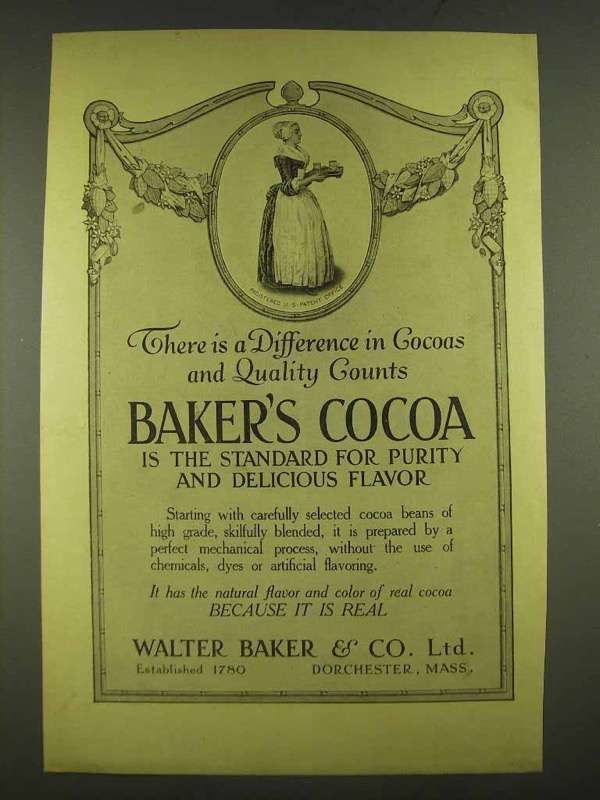 REGISTERED U·S· PATENT OFFICE
There is a Difference in Cocoas
and Quality Counts
BAKER'S COCOA
IS THE STANDARD FOR PURITY
AND DELICIOUS FLAVOR
Starting with carefully selected cocoa beans of
high grade, skilfully blended, it is prepared by a
perfect mechanical process, without the use of
chemicals, dyes or artificial flavoring.
It has the natural flavor and color of real cocoa
BECAUSE IT IS REAL
WALTER BAKER & CO. Ltd.
Established 1780 DORCHESTER, MASS.